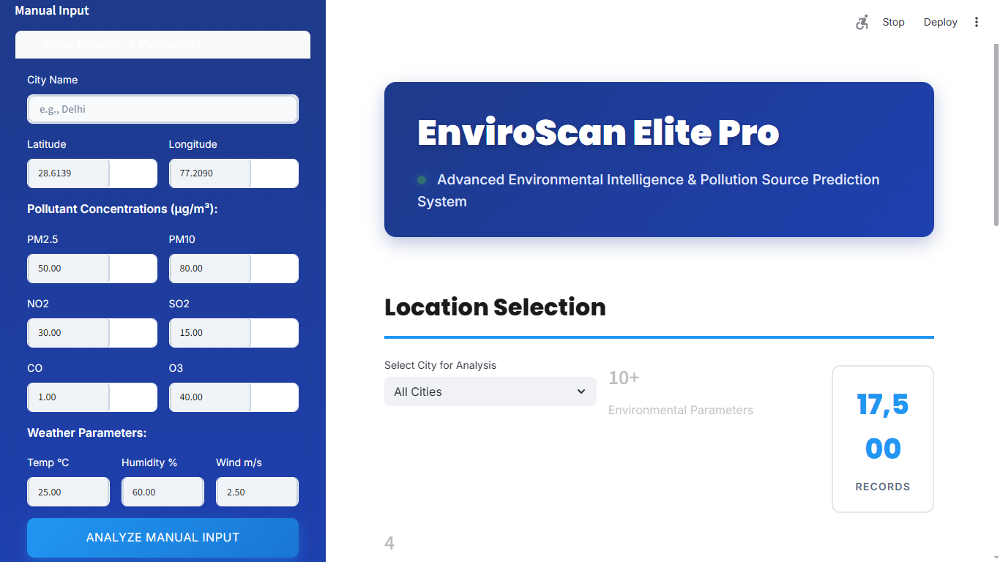 Manual Input
Enter Location & Parameters
City Name
e.g., Delhi
Latitude
Longitude
28.6139
77.2090
Pollutant Concentrations (µg/m³):
PM2.5
PM10
50.00
80.00
NO2
SO2
30.00
15.00
CO
O3
1.00
40.00
Weather Parameters:
Temp °C
Humidity %
Wind m/s
25.00
60.00
2.50
ANALYZE MANUAL INPUT
Stop
Deploy
EnviroScan Elite Pro
Advanced Environmental Intelligence & Pollution Source Prediction
System
Location Selection
Select City for Analysis
All Cities
10+
Environmental Parameters
17,5
00
RECORDS
4